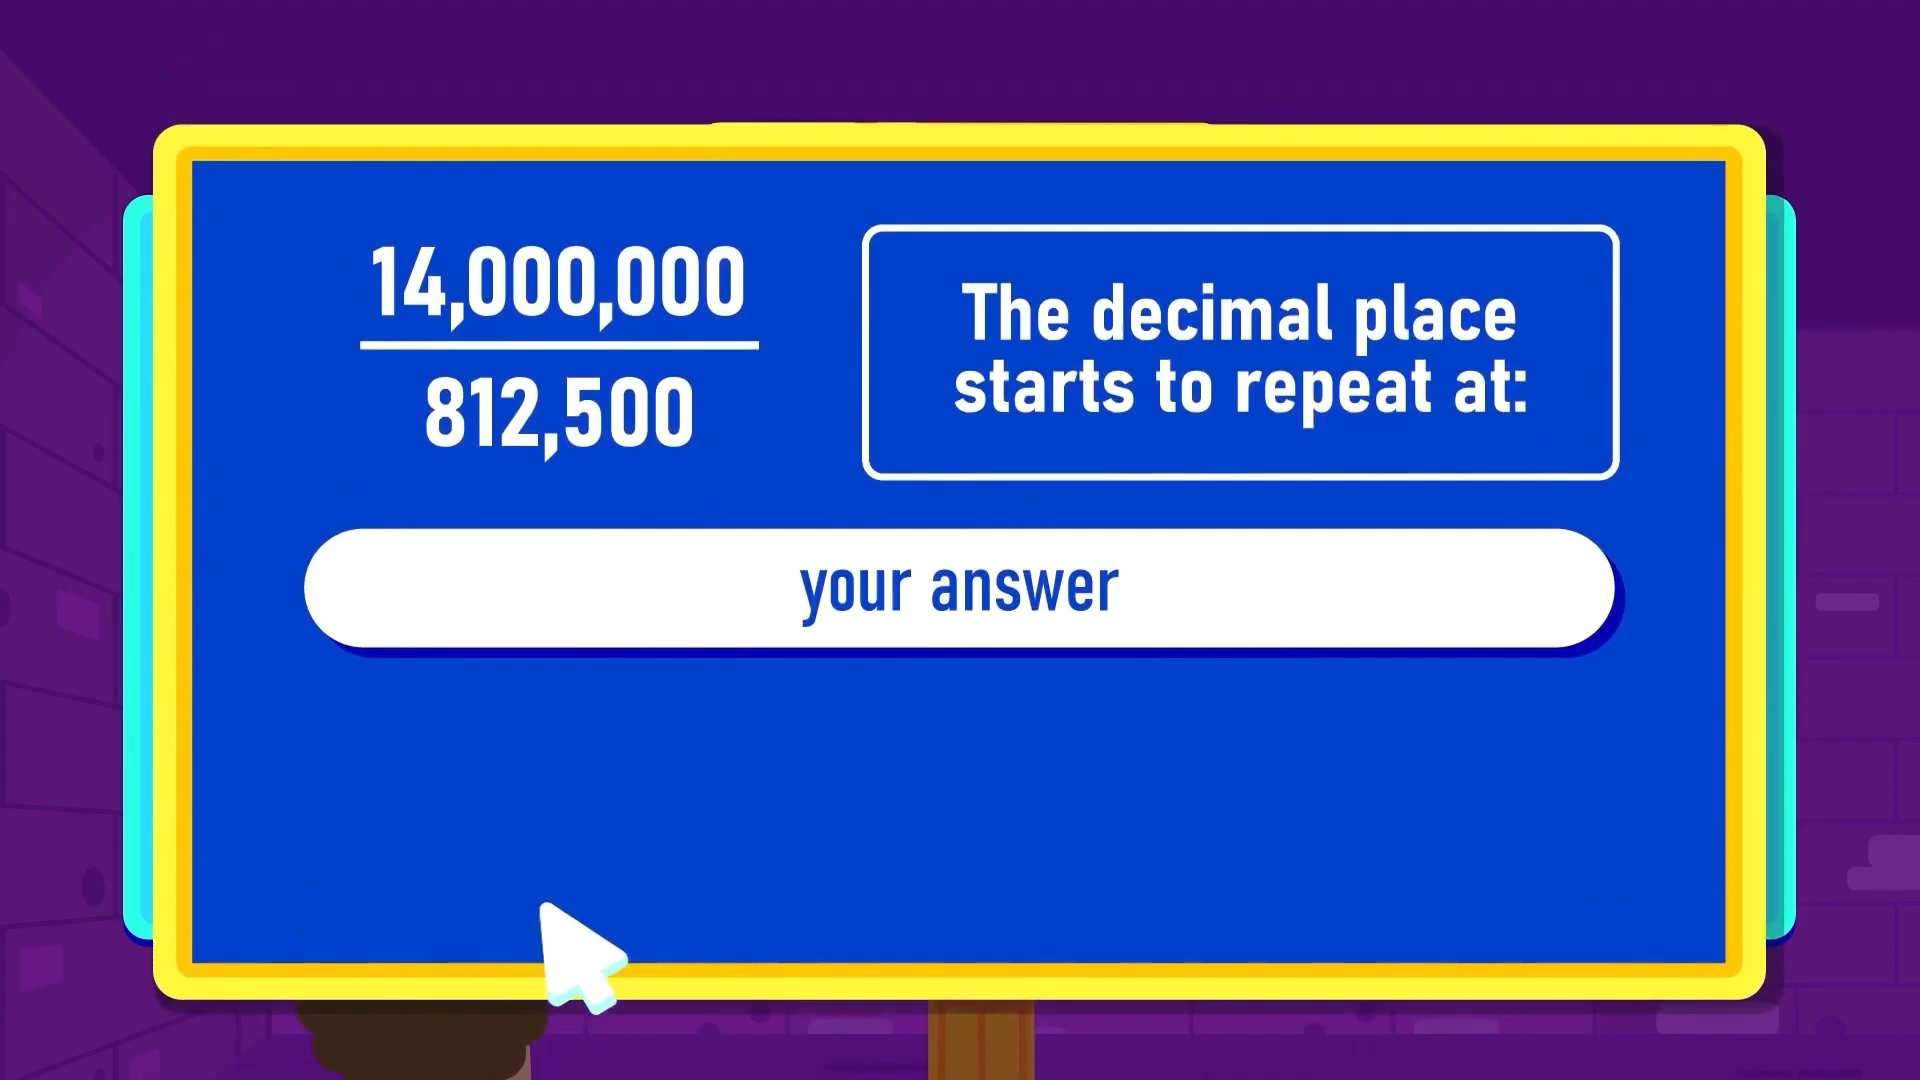 14,000,000
812,500
The decimal place
starts to repeat at:
your answer